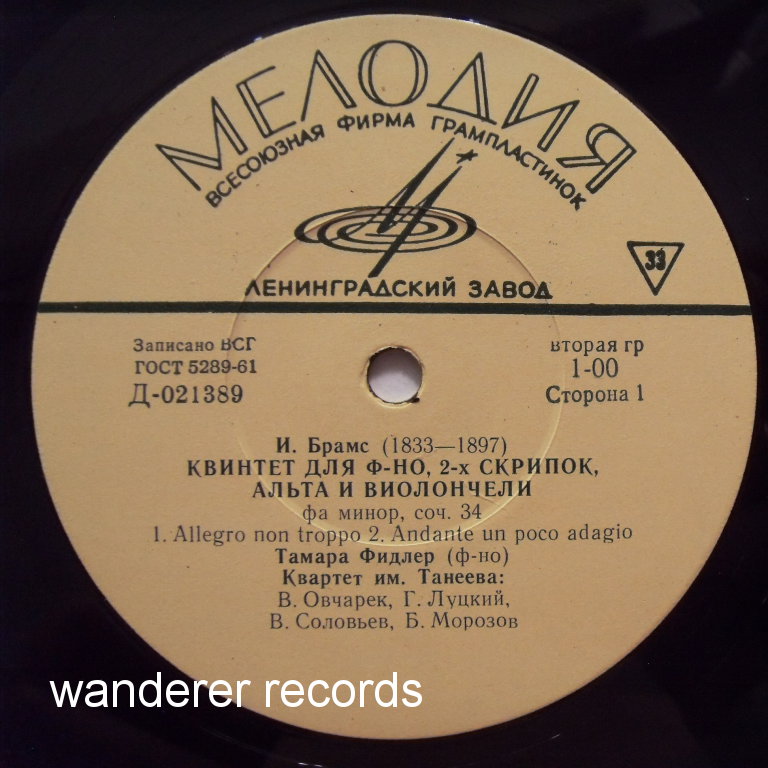 МЕЛОДИЯ
ВСЕСОЮЗНАЯ ФИРМА ГРАМПЛАСТИНОК
33
ЛЕНИНГРАДСКИЙ ЗАВОД
Записано ВСГ
ГОСТ 5289-61
Д-021389
вторая гр
1-00
Сторона 1
И. Брамс (1833—1897)
КВИНТЕТ ДЛЯ Ф-НО, 2-х СКРИПОК,
АЛЬТА И ВИОЛОНЧЕЛИ
фа минор, соч. 34
1. Allegro non troppo 2. Andante un poco adagio
Тамара Фидлер (ф-но)
Квартет им. Танеева:
В. Овчарек, Г. Луцкий,
В. Соловьев, Б. Морозов
wanderer records